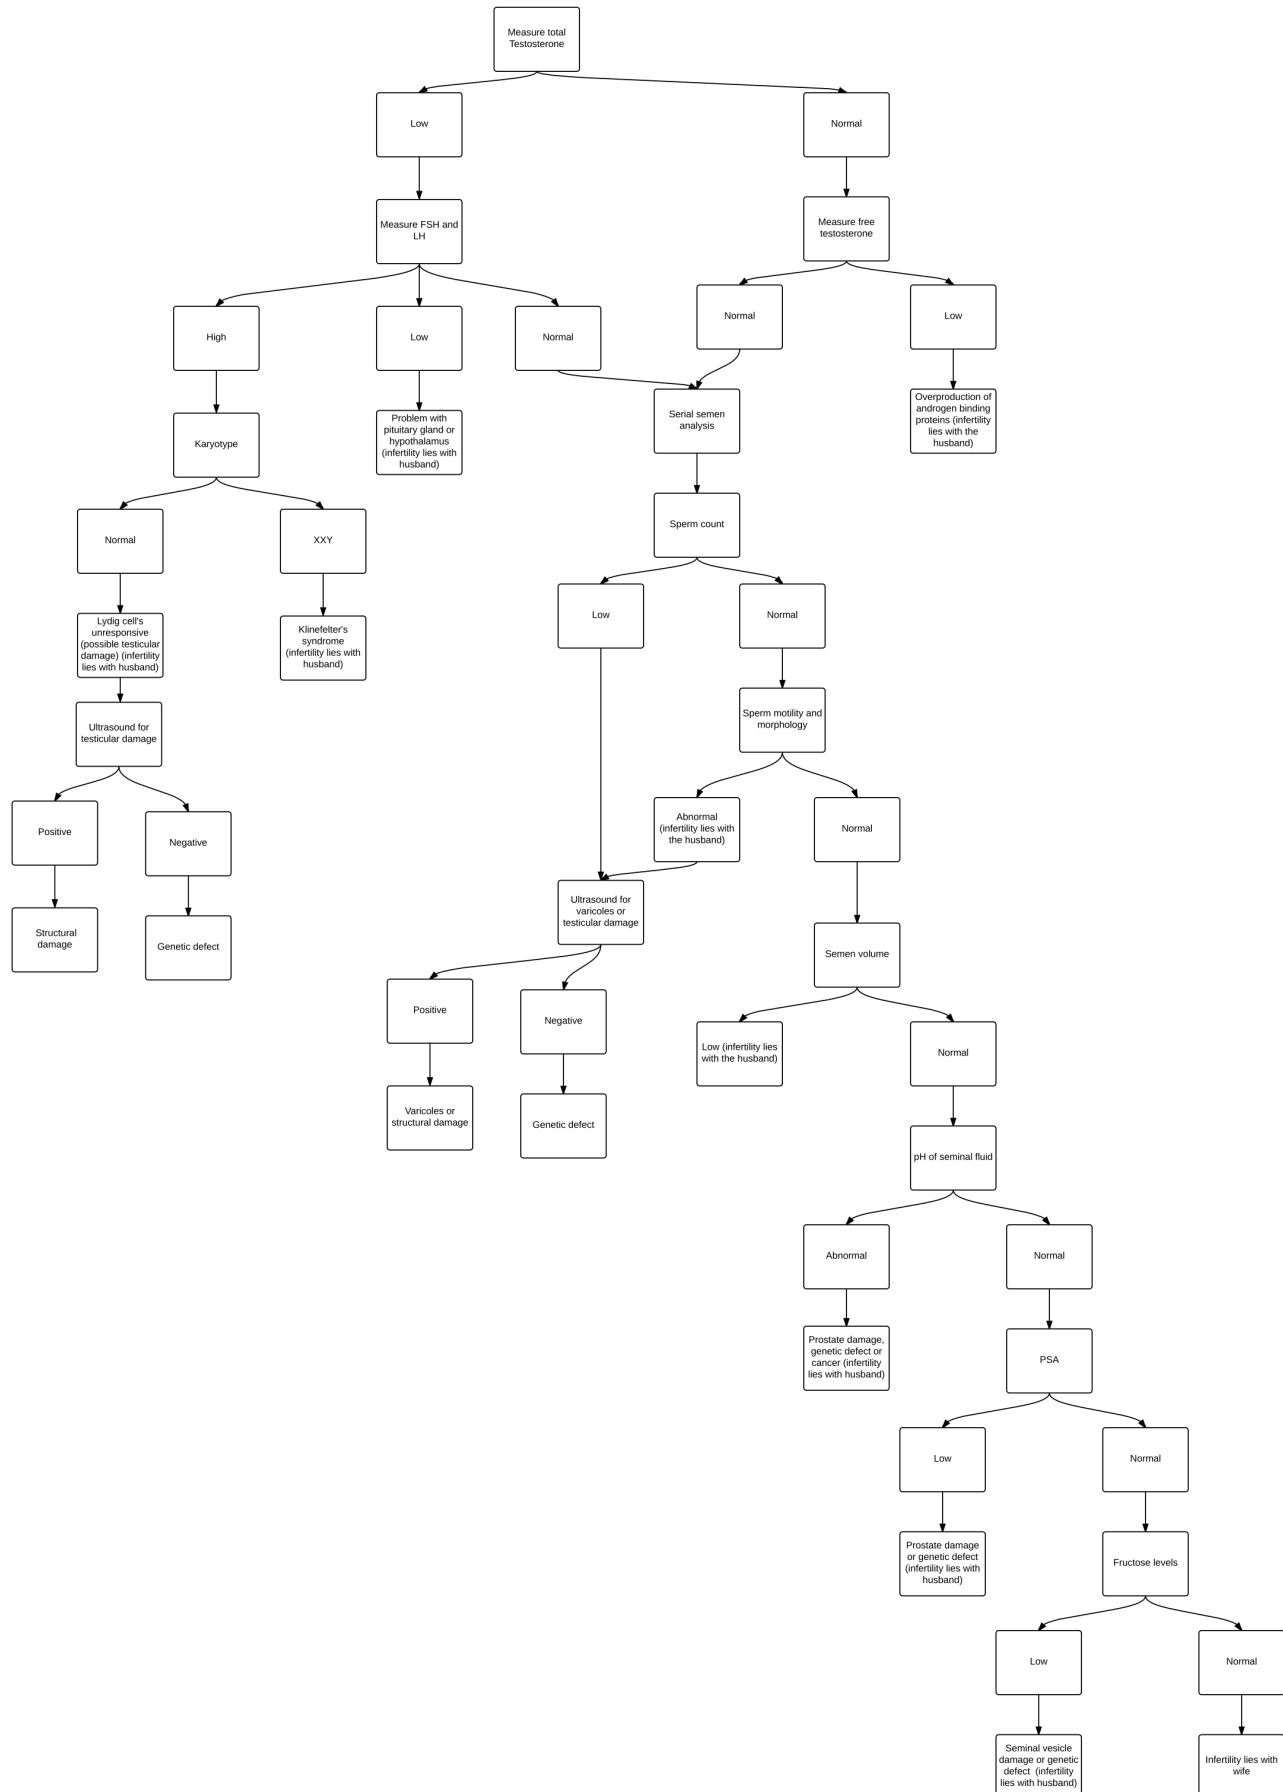 Measure total
Testosterone
Low
Normal
Measure FSH and
LH
Measure free
testosterone
High
Low
Normal
Normal
Low
Karyotype
Problem with
pituitary gland or
hypothalamus
(infertility lies with
husband)
Serial semen
analysis
Overproduction of
androgen binding
proteins (infertility
lies with the
husband)
Normal
XXY
Sperm count
Lydig cell's
unresponsive
(possible testicular
damage) (infertility
lies with husband)
Klinefelter's
syndrome
(infertility lies with
husband)
Low
Normal
Ultrasound for
testicular damage
Sperm motility and
morphology
Positive
Negative
Abnormal
(infertility lies with
the husband)
Normal
Structural
damage
Genetic defect
Ultrasound for
varicoles or
testicular damage
Semen volume
Positive
Negative
Low (infertility lies
with the husband)
Normal
Varicoles or
structural damage
Genetic defect
pH of seminal fluid
Abnormal
Normal
Prostate damage,
genetic defect or
cancer (infertility
lies with husband)
PSA
Low
Normal
Prostate damage
or genetic defect
(infertility lies with
husband)
Fructose levels
Low
Normal
Seminal vesicle
damage or genetic
defect (infertility
lies with husband)
Infertility lies with
wife